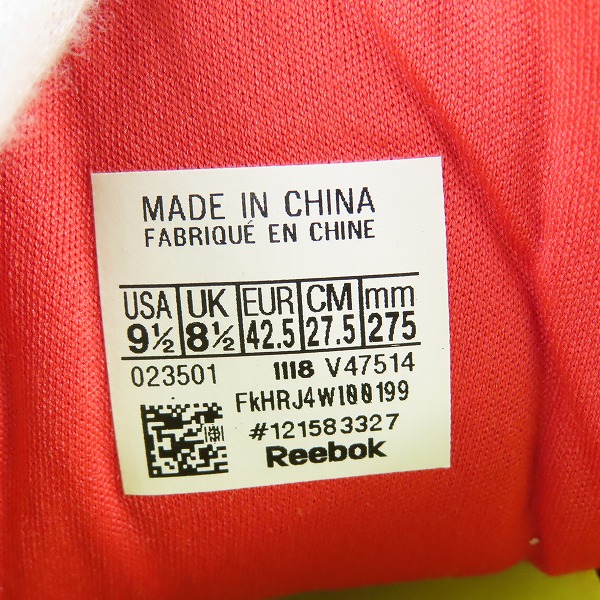 MADE IN CHINA
FABRIQUÉ EN CHINE
USA UK EUR CM mm
9½ 8½ 42.5 27.5 275
023501 1118 V47514
FkHRJ4W100199
#121583327
Reebok